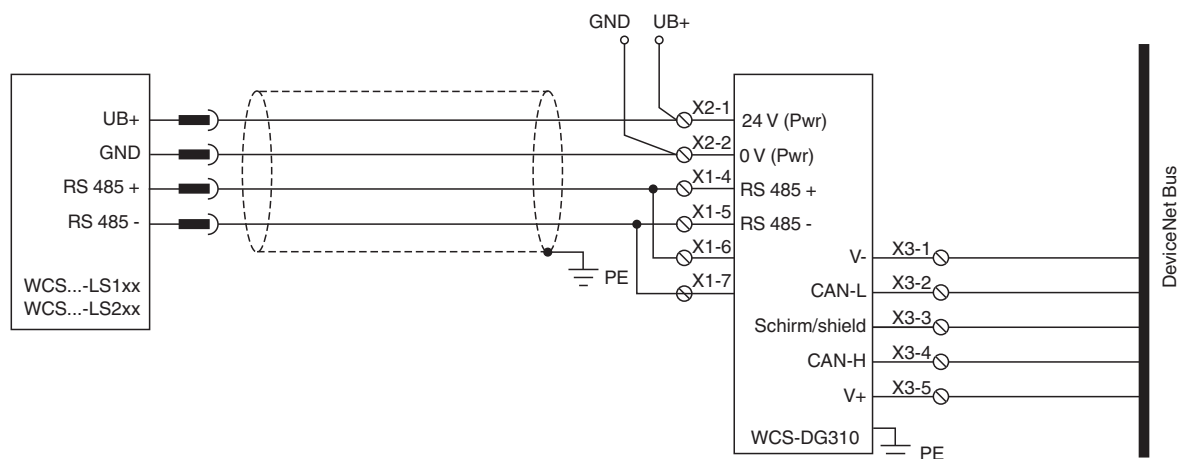 GND UB+
UB+
GND
RS 485 +
RS 485 -
WCS...-LS1xx
WCS...-LS2xx
PE
X2-1
X2-2
X1-4
X1-5
X1-6
X1-7
24 V (Pwr)
0 V (Pwr)
RS 485 +
RS 485 -
V-
CAN-L
Schirm/shield
CAN-H
V+
WCS-DG310
PE
X3-1
X3-2
X3-3
X3-4
X3-5
DeviceNet Bus